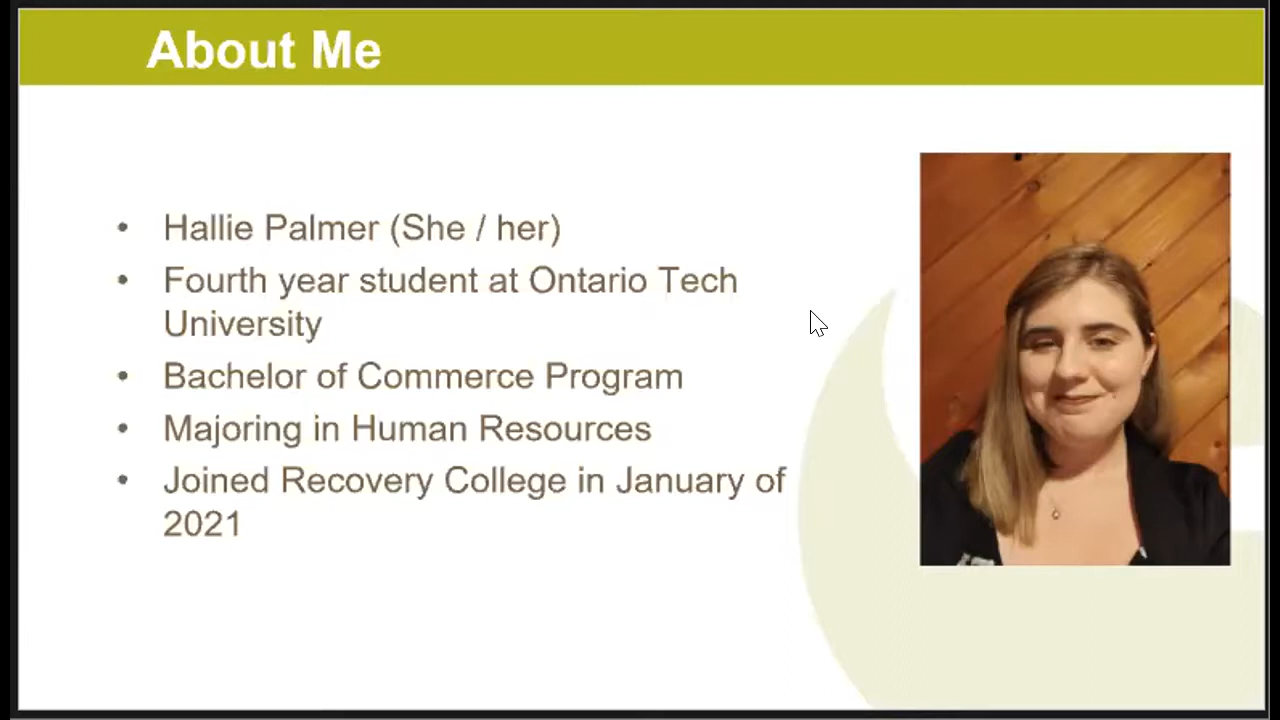 About Me
• Hallie Palmer (She / her)
• Fourth year student at Ontario Tech
University
• Bachelor of Commerce Program
• Majoring in Human Resources
• Joined Recovery College in January of
2021